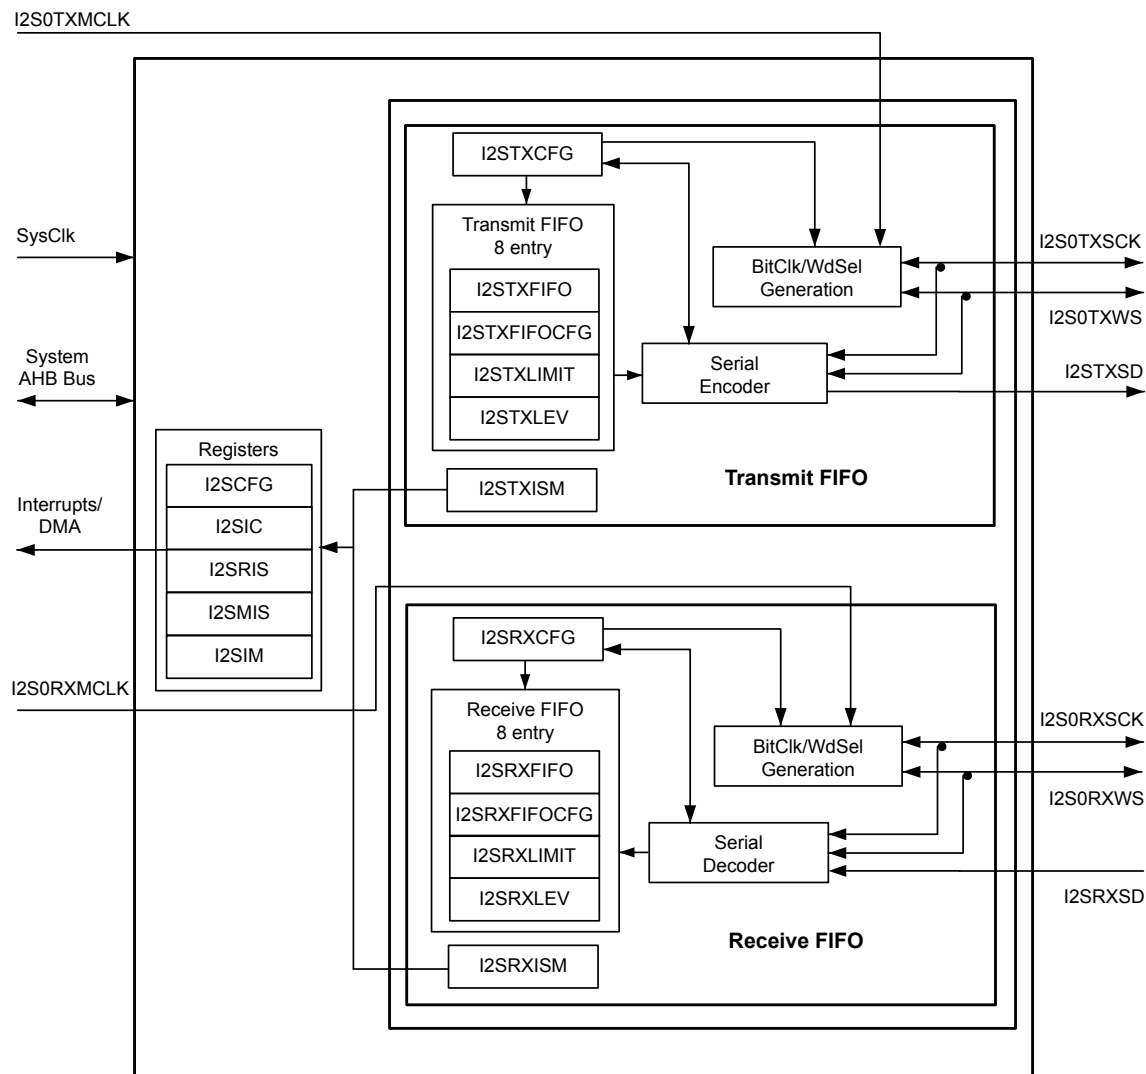 I2S0TXMCLK
I2STXCFG
Transmit FIFO
8 entry
I2STXFIFO
I2STXFIFOCFG
I2STXLIMIT
I2STXLEV
I2STXISM
BitClk/WdSel
Generation
Serial
Encoder
Transmit FIFO
SysClk
System
AHB Bus
Interrupts/
DMA
Registers
I2SCFG
I2SIC
I2SRIS
I2SMIS
I2SIM
I2S0TXSCK
I2S0TXWS
I2STXSD
I2S0RXMCLK
I2SRXCFG
Receive FIFO
8 entry
I2SRXFIFO
I2SRXFIFOCFG
I2SRXLIMIT
I2SRXLEV
I2SRXISM
BitClk/WdSel
Generation
Serial
Decoder
Receive FIFO
I2S0RXSCK
I2S0RXWS
I2SRXSD